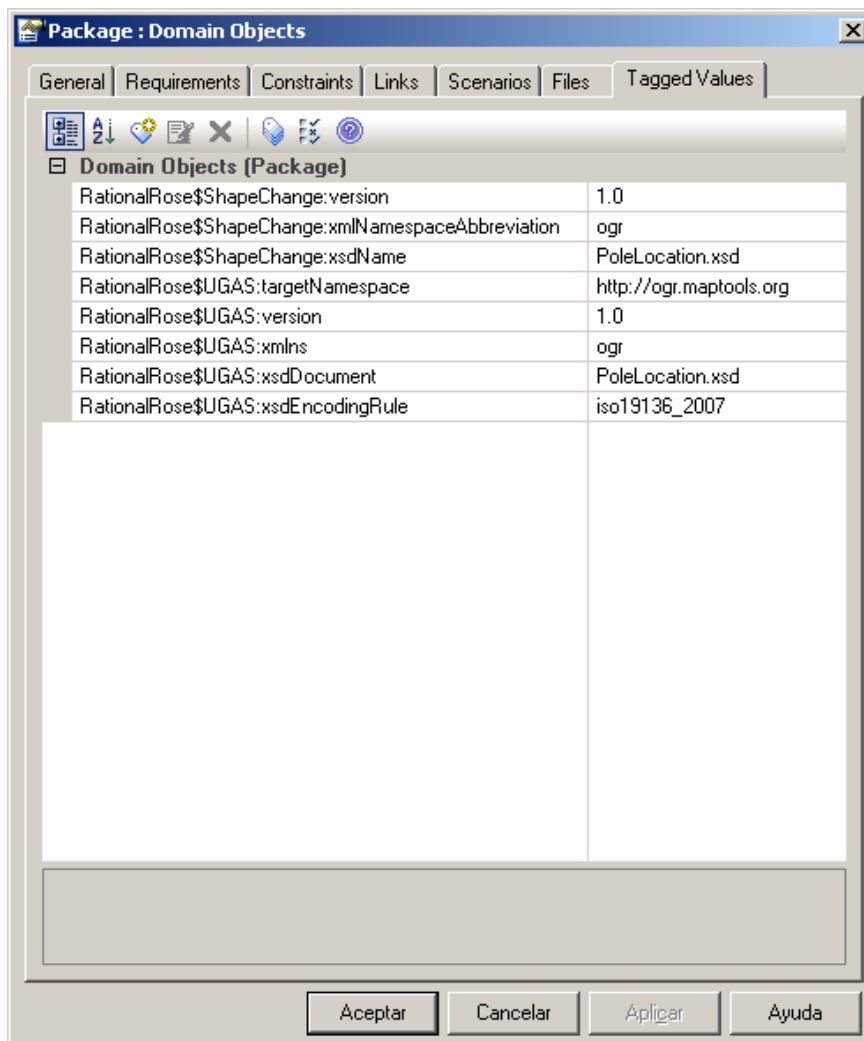 Package : Domain Objects
General Requirements Constraints Links Scenarios Files Tagged Values
Domain Objects (Package)
RationalRose$ShapeChange:version 1.0
RationalRose$ShapeChange:xmlNamespaceAbbreviation ogr
RationalRose$ShapeChange:xsdName PoleLocation.xsd
RationalRose$UGAS:targetNamespace http://ogr.maptools.org
RationalRose$UGAS:version 1.0
RationalRose$UGAS:xmlns ogr
RationalRose$UGAS:xsdDocument PoleLocation.xsd
RationalRose$UGAS:xsdEncodingRule iso19136_2007
Aceptar Cancelar Aplicar Ayuda